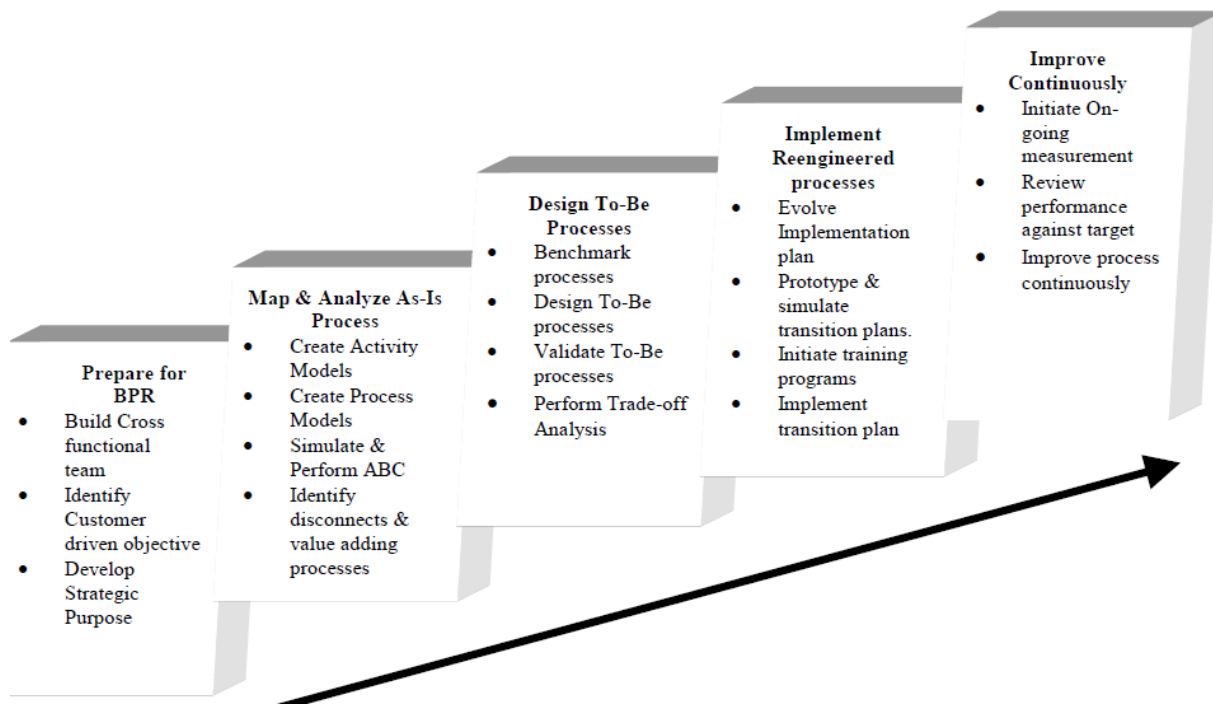 Prepare for
BPR
• Build Cross
functional
team
• Identify
Customer
driven objective
• Develop
Strategic
Purpose
Map & Analyze As-Is
Process
• Create Activity
Models
• Create Process
Models
• Simulate &
Perform ABC
• Identify
disconnects &
value adding
processes
Design To-Be
Processes
• Benchmark
processes
• Design To-Be
processes
• Validate To-Be
processes
• Perform Trade-off
Analysis
Implement
Reengineered
processes
• Evolve
Implementation
plan
• Prototype &
simulate
transition plans.
• Initiate training
programs
• Implement
transition plan
Improve
Continuously
• Initiate On-
going
measurement
• Review
performance
against target
• Improve process
continuously